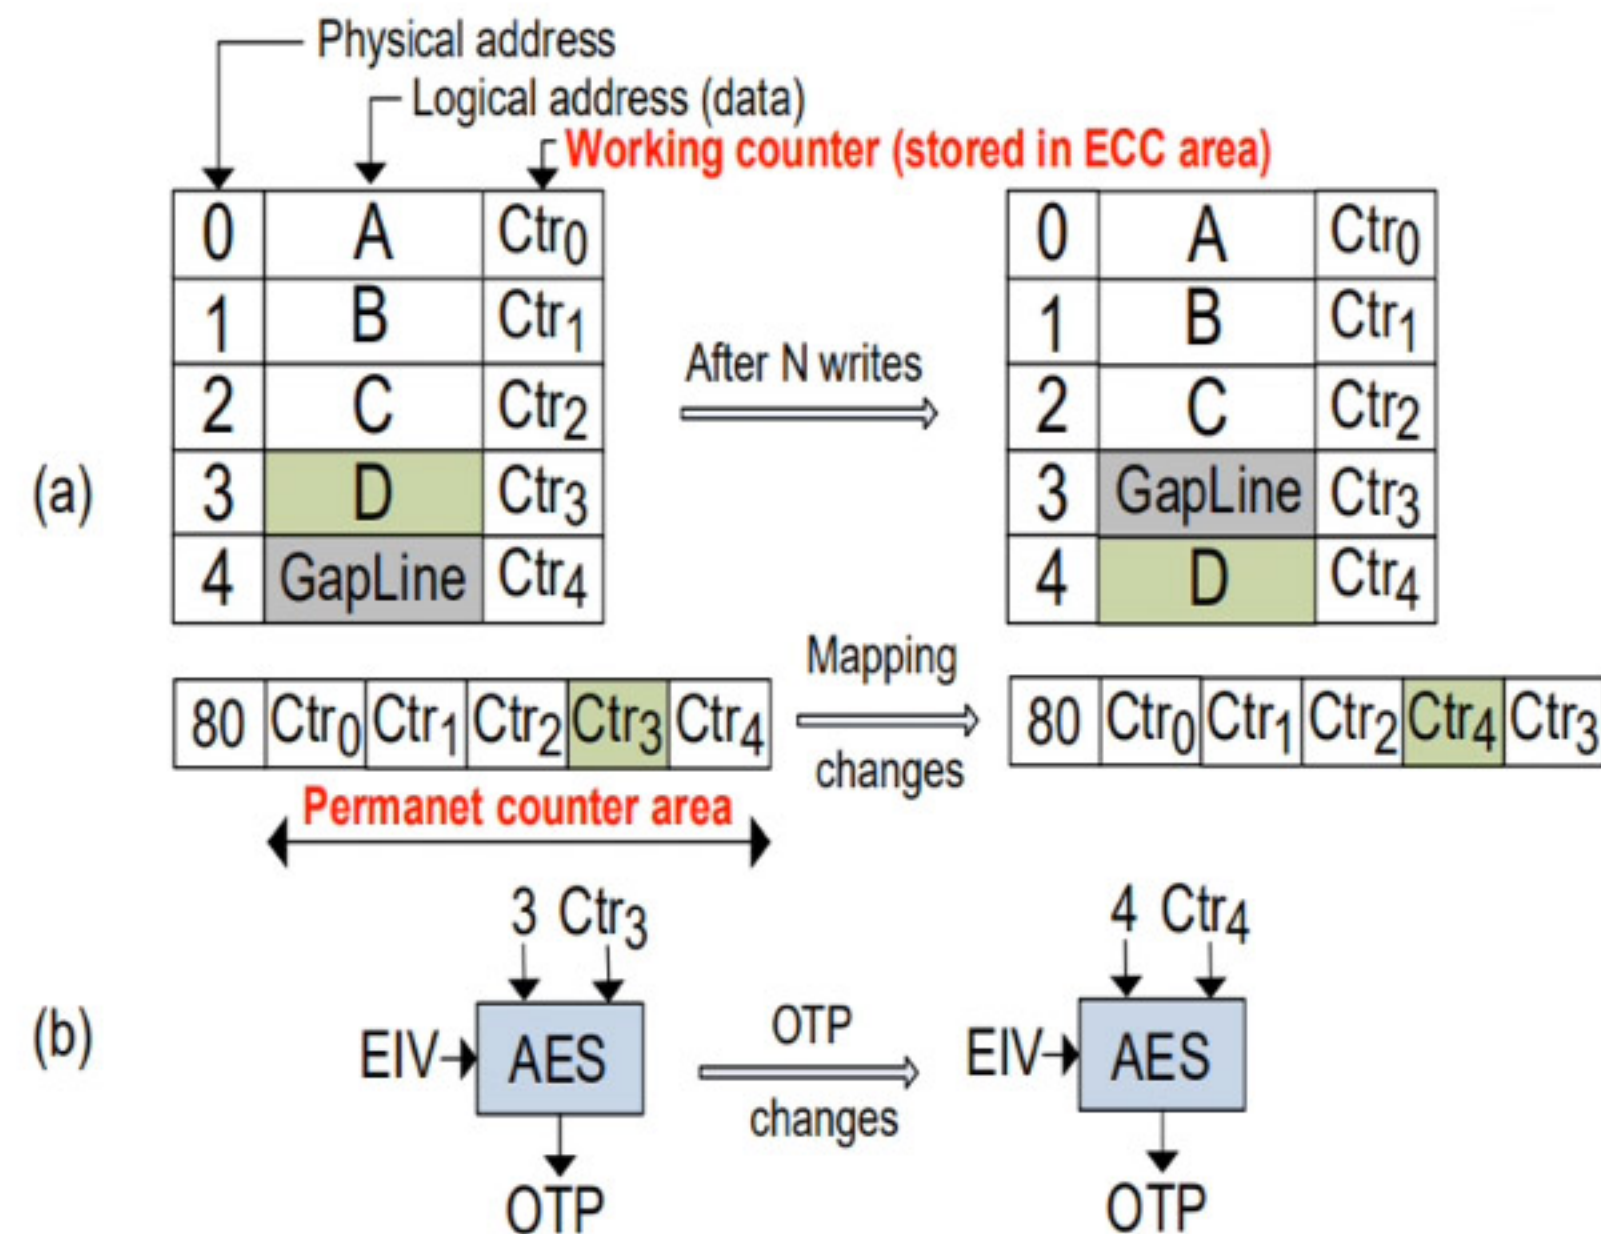 Physical address
Logical address (data)
Working counter (stored in ECC area)
(a)
0 A Ctr0
1 B Ctr1
2 C Ctr2
3 D Ctr3
4 GapLine Ctr4
After N writes
0 A Ctr0
1 B Ctr1
2 C Ctr2
3 GapLine Ctr3
4 D Ctr4
80 Ctr0 Ctr1 Ctr2 Ctr3 Ctr4
Mapping
changes
80 Ctr0 Ctr1 Ctr2 Ctr4 Ctr3
Permanet counter area
(b)
3 Ctr3
EIV AES
OTP
OTP
changes
4 Ctr4
EIV AES
OTP